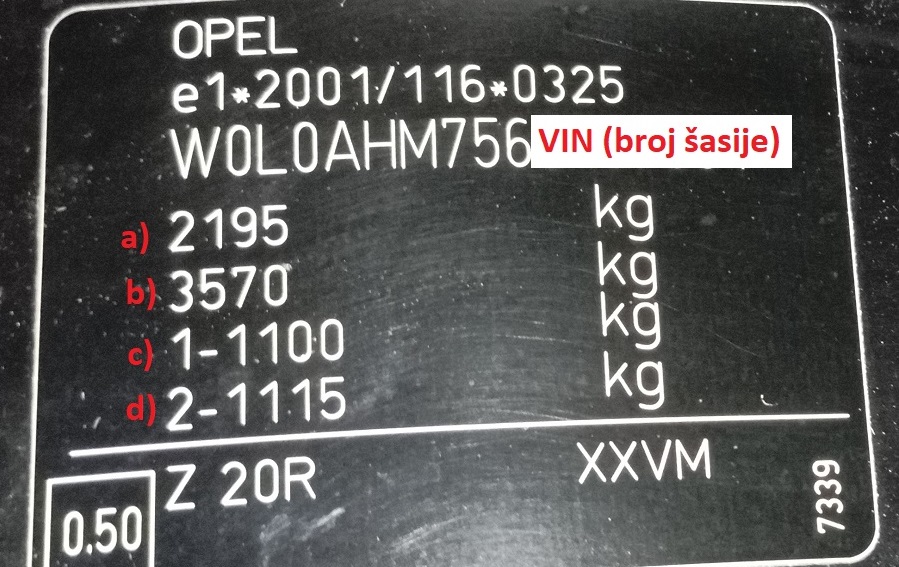 OPEL
e1*2001/116*0325
W0L0AHM756 VIN (broj šasije)
a) 2195 kg
b) 3570 kg
c) 1-1100 kg
d) 2-1115 kg
Z 20R XXVM
0.50
7339